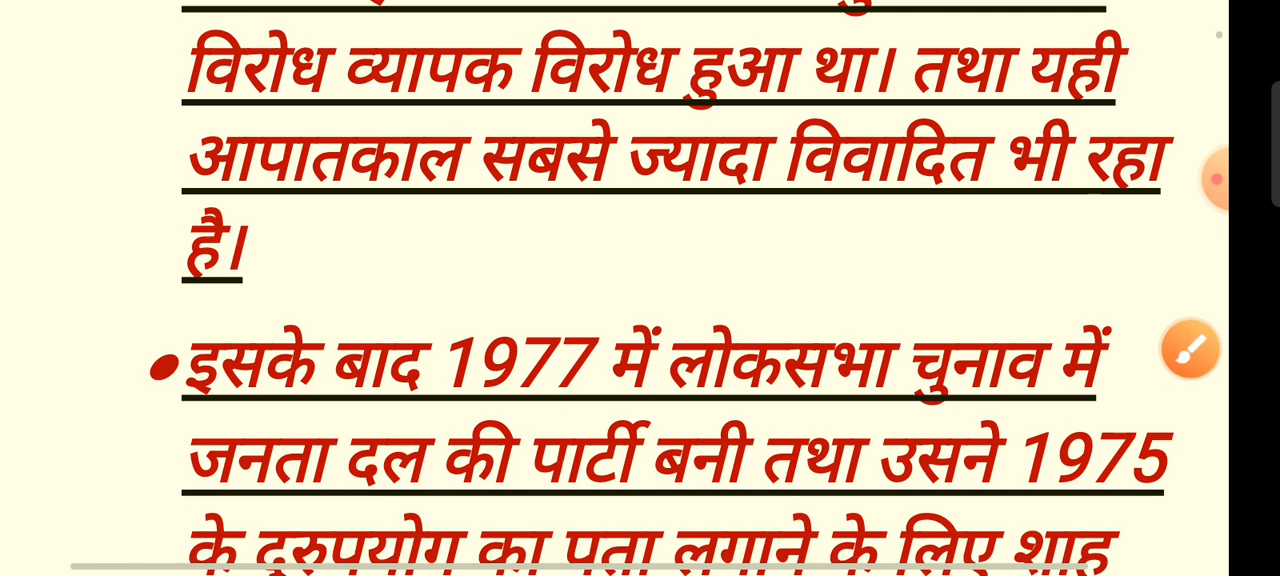 विरोध व्यापक विरोध हुआ था। तथा यही
आपातकाल सबसे ज्यादा विवादित भी रहा
है।
•इसके बाद 1977 में लोकसभा चुनाव में
जनता दल की पार्टी बनी तथा उसने 1975
के दुरुपयोग का पता लगाने के लिए शाह